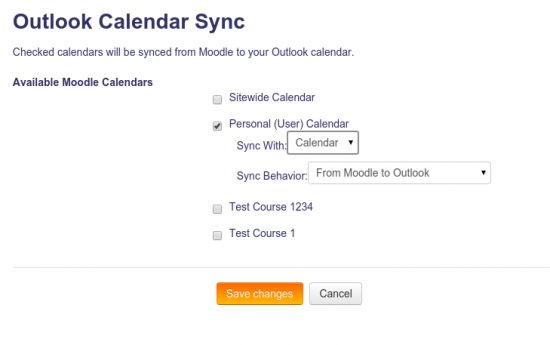 Outlook Calendar Sync
Checked calendars will be synced from Moodle to your Outlook calendar.
Available Moodle Calendars
Sitewide Calendar
Personal (User) Calendar
Sync With: Calendar
Sync Behavior: From Moodle to Outlook
Test Course 1234
Test Course 1
Save changes Cancel